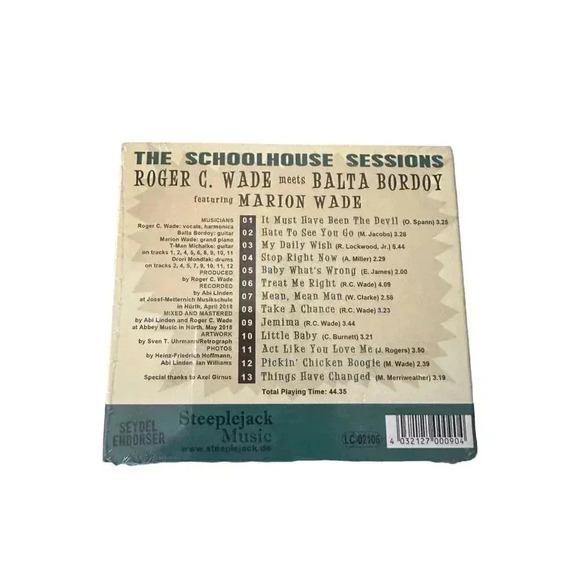 THE SCHOOLHOUSE SESSIONS
ROGER C. WADE meets BALTA BORDOY
featuring MARION WADE
MUSICIANS
Roger C. Wade: vocals, harmonica
Balta Bordoy: guitar
Marion Wade: grand piano
T-Man Michalke: guitar
on tracks 1, 2, 4, 5, 6, 8, 9, 10, 11
Drori Mondlak: drums
on tracks 2, 4, 5, 7, 8, 9, 10, 11, 12
PRODUCED
by Roger C. Wade
RECORDED
by Abi Linden
at Josef-Metternich Musikschule
in Hürth, April 2018
MIXED AND MASTERED
by Abi Linden and Roger C. Wade
at Abbey Music in Hürth, May 2018
ARTWORK
by Sven T. Uhrmann/Retrograph
PHOTOS
by Heinz-Friedrich Hoffmann,
Abi Linden, Ian Williams
Special thanks to Axel Girnus
01 It Must Have Been The Devil (O. Spann) 3.25
02 Hate To See You Go (M. Jacobs) 3.28
03 My Daily Wish (R. Lockwood, Jr.) 5.44
04 Stop Right Now (A. Miller) 2.29
05 Baby What's Wrong (E. James) 2.00
06 Treat Me Right (R.C. Wade) 4.09
07 Mean, Mean Man (W. Clarke) 2.58
08 Take A Chance (R.C. Wade) 3.23
09 Jemima (R.C. Wade) 3.44
10 Little Baby (C. Burnett) 3.21
11 Act Like You Love Me (J. Rogers) 3.50
12 Pickin' Chicken Boogie (M. Wade) 2.39
13 Things Have Changed (M. Merriweather) 3.19
Total Playing Time: 44.35
SEYDEL
ENDORSER
Steeplejack
Music
www.steeplejack.de
LC-02106
4 032127 000904